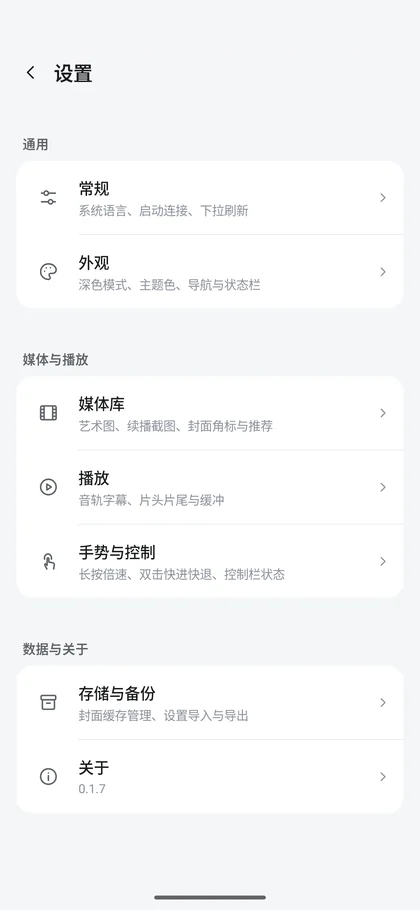 设置
通用
常规
系统语言、启动连接、下拉刷新
外观
深色模式、主题色、导航与状态栏
媒体与播放
媒体库
艺术图、续播截图、封面角标与推荐
播放
音轨字幕、片头片尾与缓冲
手势与控制
长按倍速、双击快进快退、控制栏状态
数据与关于
存储与备份
封面缓存管理、设置导入与导出
关于
0.1.7